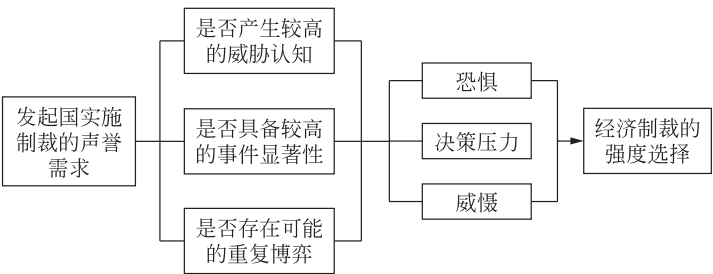 发起国实施
制裁的声誉
需求
是否产生较高
的威胁认知
是否具备较高
的事件显著性
是否存在可能
的重复博弈
恐惧
决策压力
威慑
经济制裁的
强度选择